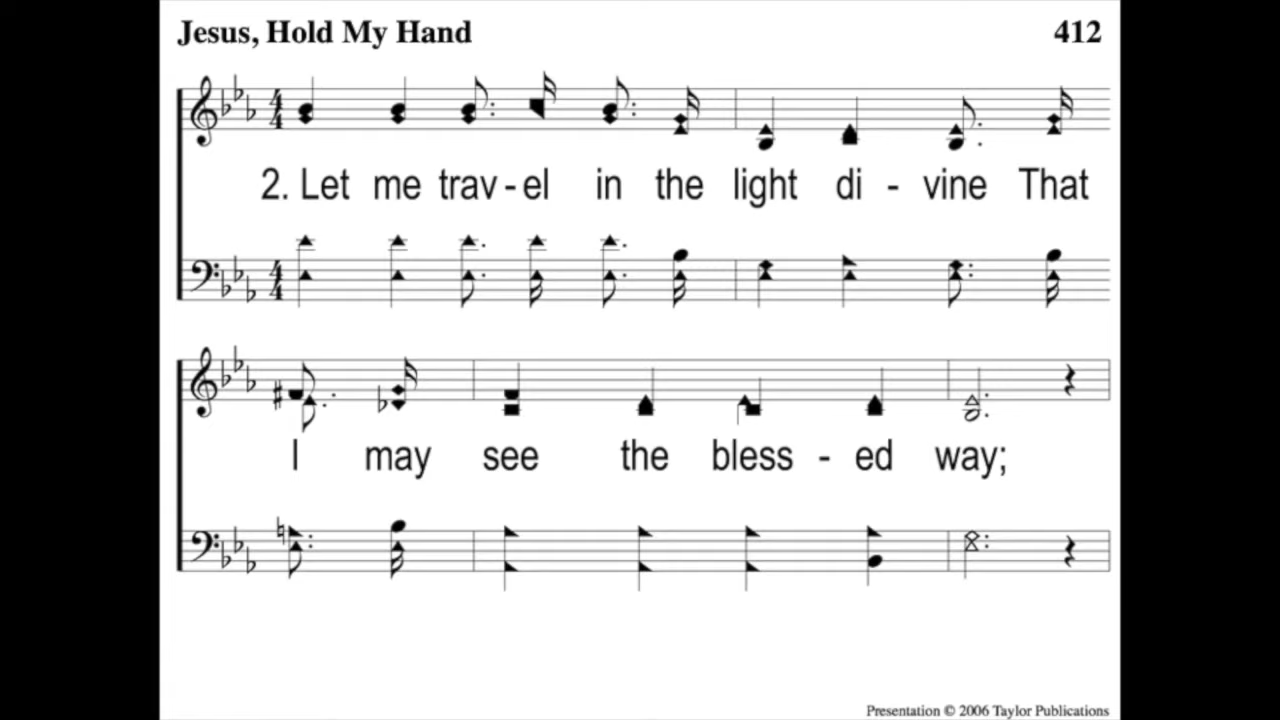 Jesus, Hold My Hand 412
2. Let me trav - el in the light di - vine That
I may see the bless - ed way;
Presentation © 2006 Taylor Publications